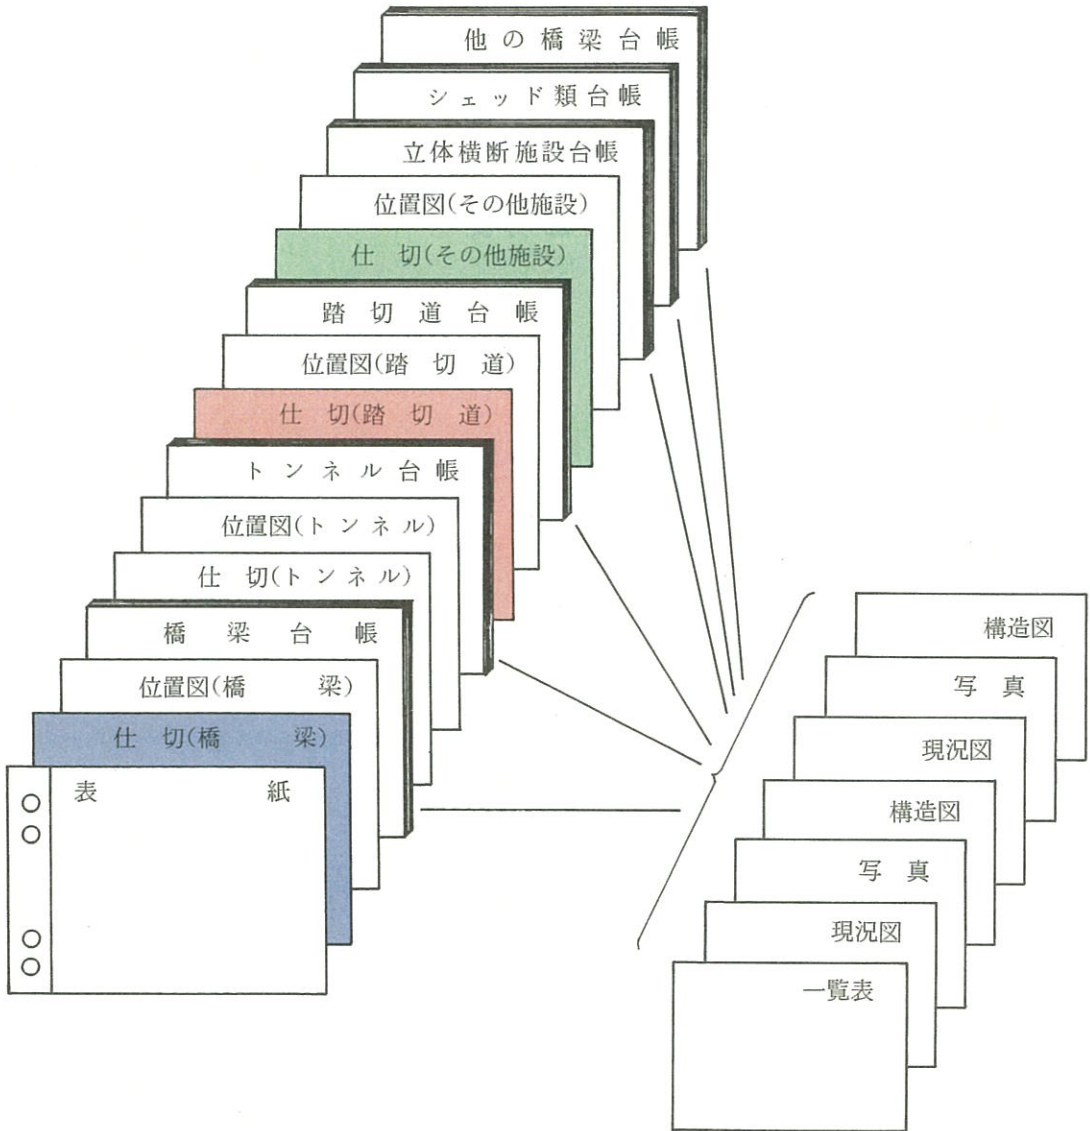 他の橋梁台帳
シェッド類台帳
立体横断施設台帳
位置図(その他施設)
仕 切(その他施設)
踏切道台帳
位置図(踏切道)
仕 切(踏切道)
トンネル台帳
位置図(トンネル)
仕 切(トンネル)
橋梁台帳
位置図(橋 梁)
仕 切(橋 梁)
表 紙
構造図
写 真
現況図
構造図
写 真
現況図
一覧表